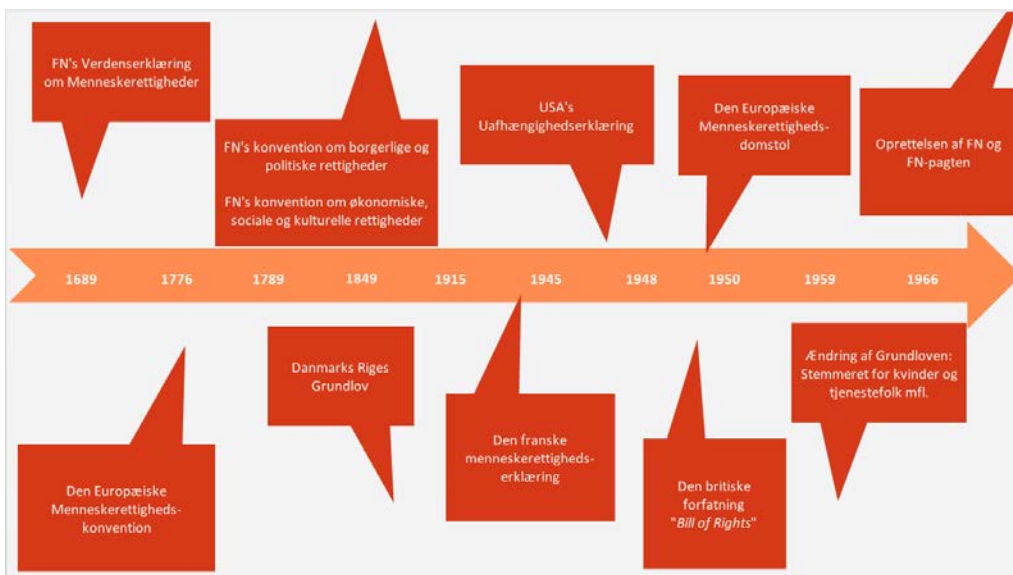 FN's Verdenserklæring
om Menneskerettigheder
FN's konvention om borgerlige og
politiske rettigheder
FN's konvention om økonomiske,
sociale og kulturelle rettigheder
USA's
Uafhængighedserklæring
Den Europæiske
Menneskerettigheds-
domstol
Oprettelsen af FN og
FN-pagten
1689 1776 1789 1849 1915 1945 1948 1950 1959 1966
Den Europæiske
Menneskerettigheds-
konvention
Danmarks Riges
Grundlov
Den franske
menneskerettigheds-
erklæring
Den britiske
forfatning
"Bill of Rights"
Ændring af Grundloven:
Stemmeret for kvinder og
tjenestefolk mfl.